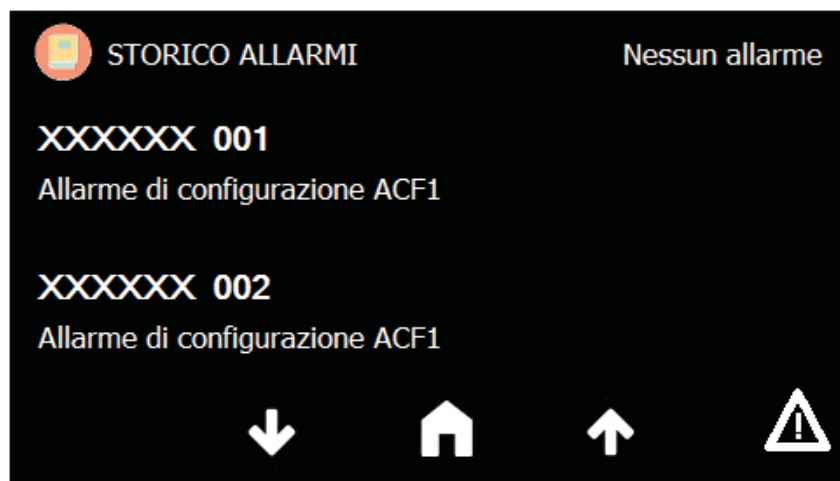 STORICO ALLARMI Nessun allarme
XXXXXX 001
Allarme di configurazione ACF1
XXXXXX 002
Allarme di configurazione ACF1